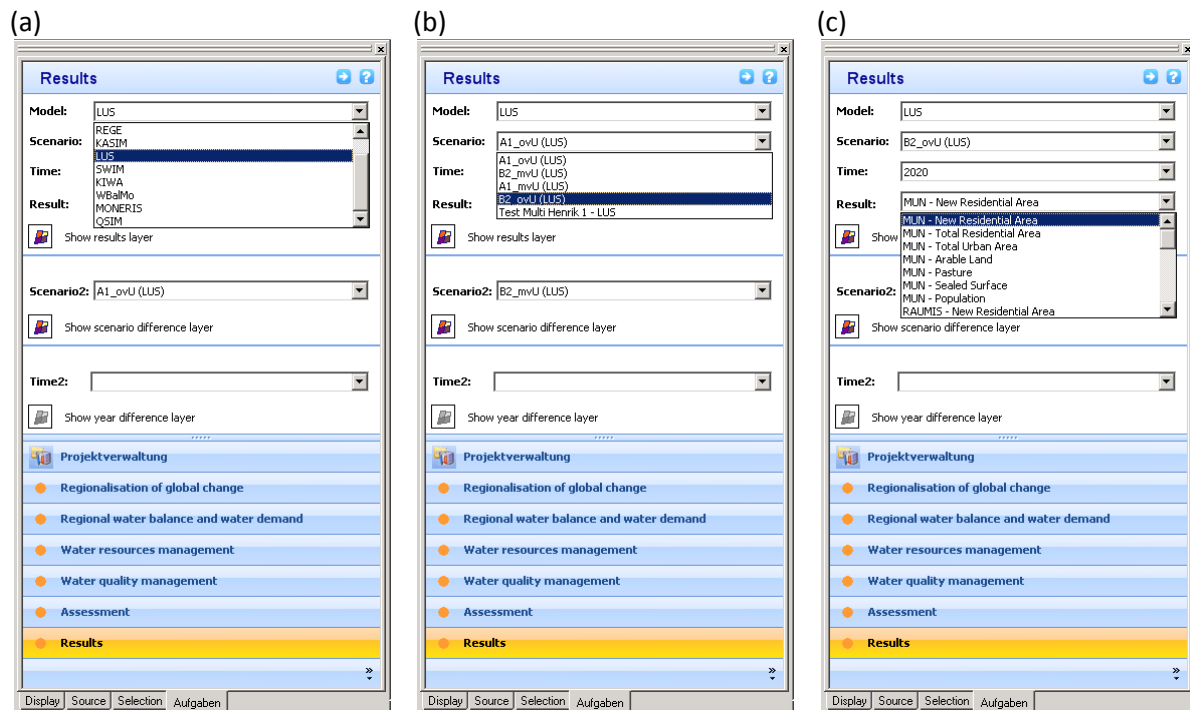 (a)
Results
Model: LUS
REGE
KASIM
Scenario:
LUS
SWIM
Time:
KIWA
WBalMo
Result:
MONERIS
QSIM
Show results layer
Scenario2: A1_ovU (LUS)
Show scenario difference layer
Time2:
Show year difference layer
Projektverwaltung
Regionalisation of global change
Regional water balance and water demand
Water resources management
Water quality management
Assessment
Results
Display Source Selection Aufgaben
(b)
Results
Model: LUS
Scenario: A1_ovU (LUS)
A1_ovU (LUS)
Time:
B2_mvU (LUS)
A1_mvU (LUS)
Result:
B2_ovU (LUS)
Test Multi Henrik 1 - LUS
Show results layer
Scenario2: B2_mvU (LUS)
Show scenario difference layer
Time2:
Show year difference layer
Projektverwaltung
Regionalisation of global change
Regional water balance and water demand
Water resources management
Water quality management
Assessment
Results
Display Source Selection Aufgaben
(c)
Results
Model: LUS
Scenario: B2_ovU (LUS)
Time: 2020
Result: MUN - New Residential Area
MUN - New Residential Area
Show
MUN - Total Residential Area
MUN - Total Urban Area
MUN - Arable Land
MUN - Pasture
Scenario2:
MUN - Sealed Surface
MUN - Population
RAUMIS - New Residential Area
Show scenario difference layer
Time2:
Show year difference layer
Projektverwaltung
Regionalisation of global change
Regional water balance and water demand
Water resources management
Water quality management
Assessment
Results
Display Source Selection Aufgaben